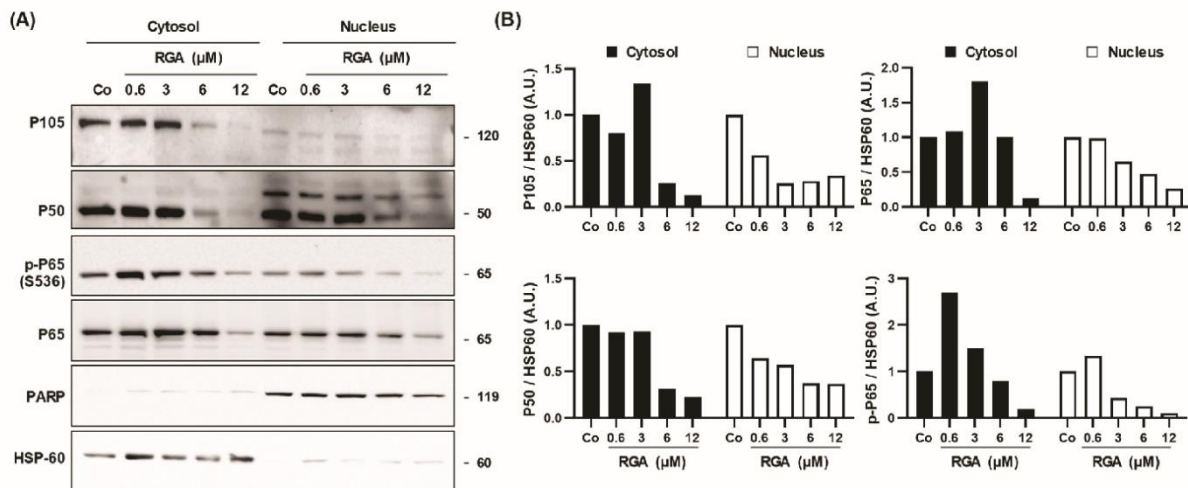 (A)
Cytosol Nucleus
RGA (µM) RGA (µM)
Co 0.6 3 6 12 Co 0.6 3 6 12
P105 - 120
P50 - 50
p-P65
(S536) - 65
P65 - 65
PARP - 119
HSP-60 - 60
(B)
Cytosol Nucleus
P105 / HSP60 (A.U.)
1.5
1.0
0.5
0.0
Co 0.6 3 6 12 Co 0.6 3 6 12
Cytosol Nucleus
P65 / HSP60 (A.U.)
2.0
1.5
1.0
0.5
0.0
Co 0.6 3 6 12 Co 0.6 3 6 12
P50 / HSP60 (A.U.)
1.5
1.0
0.5
0.0
Co 0.6 3 6 12 Co 0.6 3 6 12
RGA (µM) RGA (µM)
p-P65 / HSP60 (A.U.)
3
2
1
0
Co 0.6 3 6 12 Co 0.6 3 6 12
RGA (µM) RGA (µM)